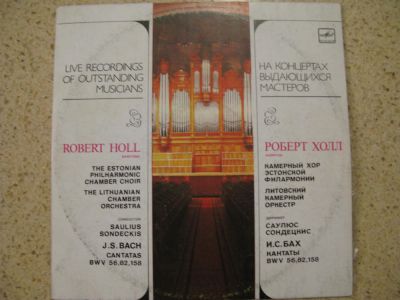 LIVE RECORDINGS
OF OUTSTANDING
MUSICIANS
ROBERT HOLL
BARITONE
THE ESTONIAN
PHILHARMONIC
CHAMBER CHOIR
THE LITHUANIAN
CHAMBER
ORCHESTRA
CONDUCTOR
SAULIUS
SONDECKIS
J.S. BACH
CANTATAS
BWV 56,82,158
НА КОНЦЕРТАХ
ВЫДАЮЩИХСЯ
МАСТЕРОВ
РОБЕРТ ХОЛЛ
КАМЕРНЫЙ ХОР
ЭСТОНСКОЙ
ФИЛАРМОНИИ
ЛИТОВСКИЙ
КАМЕРНЫЙ
ОРКЕСТР
ДИРИЖЕР
САУЛЮС
СОНДЕЦКИС
И.С. БАХ
КАНТАТЫ
BWV 56,82,158